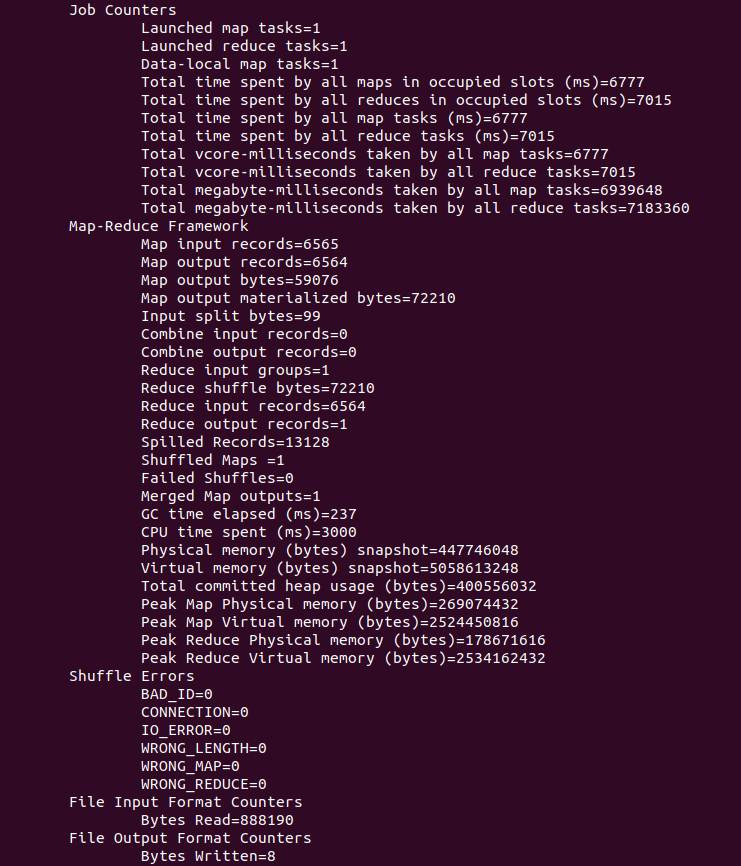 Job Counters
Launched map tasks=1
Launched reduce tasks=1
Data-local map tasks=1
Total time spent by all maps in occupied slots (ms)=6777
Total time spent by all reduces in occupied slots (ms)=7015
Total time spent by all map tasks (ms)=6777
Total time spent by all reduce tasks (ms)=7015
Total vcore-milliseconds taken by all map tasks=6777
Total vcore-milliseconds taken by all reduce tasks=7015
Total megabyte-milliseconds taken by all map tasks=6939648
Total megabyte-milliseconds taken by all reduce tasks=7183360
Map-Reduce Framework
Map input records=6565
Map output records=6564
Map output bytes=59076
Map output materialized bytes=72210
Input split bytes=99
Combine input records=0
Combine output records=0
Reduce input groups=1
Reduce shuffle bytes=72210
Reduce input records=6564
Reduce output records=1
Spilled Records=13128
Shuffled Maps =1
Failed Shuffles=0
Merged Map outputs=1
GC time elapsed (ms)=237
CPU time spent (ms)=3000
Physical memory (bytes) snapshot=447746048
Virtual memory (bytes) snapshot=5058613248
Total committed heap usage (bytes)=400556032
Peak Map Physical memory (bytes)=269074432
Peak Map Virtual memory (bytes)=2524450816
Peak Reduce Physical memory (bytes)=178671616
Peak Reduce Virtual memory (bytes)=2534162432
Shuffle Errors
BAD_ID=0
CONNECTION=0
IO_ERROR=0
WRONG_LENGTH=0
WRONG_MAP=0
WRONG_REDUCE=0
File Input Format Counters
Bytes Read=888190
File Output Format Counters
Bytes Written=8